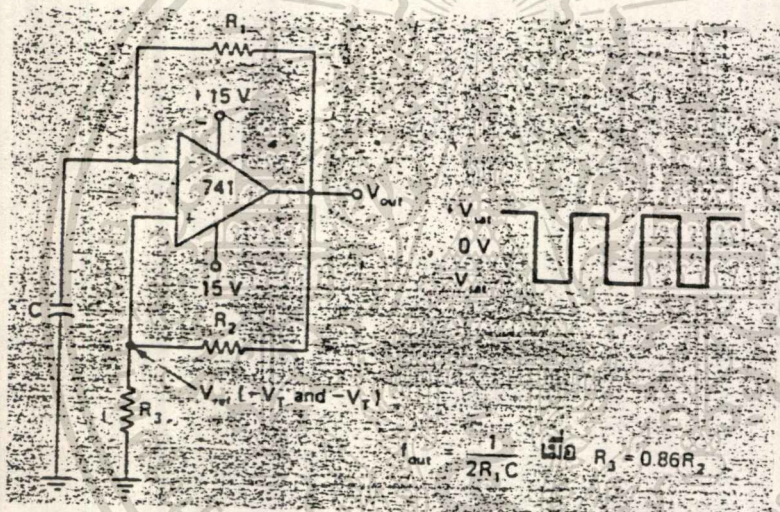 R₁
+15 V
741
+
Vout
15 V
C
R₂
Vref (+VT and -VT)
R₃
+Vsat
0 V
Vsat
fout = 1 / 2R₁C เมื่อ R₃ = 0.86R₂